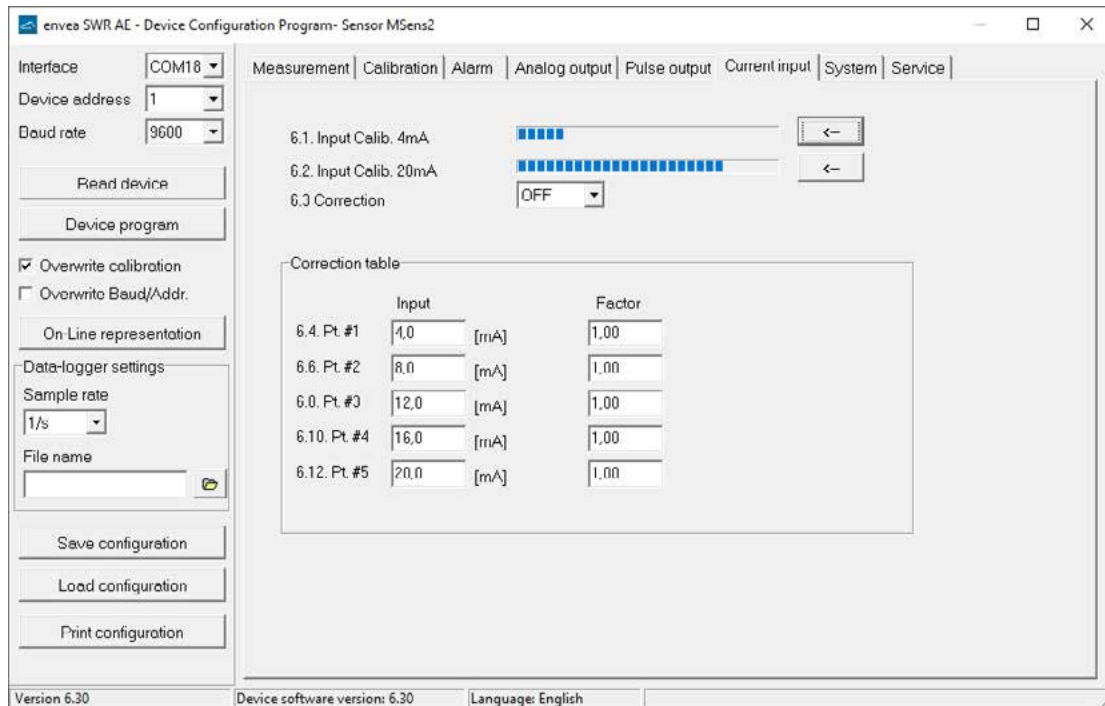 envea SWR AE - Device Configuration Program- Sensor MSens2
Interface COM18
Device address 1
Baud rate 9600
Read device
Device program
Overwrite calibration
Overwrite Baud/Addr.
On-Line representation
Data-logger settings
Sample rate
1/s
File name
Save configuration
Load configuration
Print configuration
Measurement Calibration Alarm Analog output Pulse output Current input System Service
6.1. Input Calib. 4mA <--
6.2. Input Calib. 20mA <--
6.3 Correction OFF
Correction table
Input Factor
6.4. Pt. #1 4,0 [mA] 1,00
6.6. Pt. #2 8,0 [mA] 1,00
6.0. Pt. #3 12,0 [mA] 1,00
6.10. Pt. #4 16,0 [mA] 1,00
6.12. Pt. #5 20,0 [mA] 1,00
Version 6.30 Device software version: 6.30 Language: English